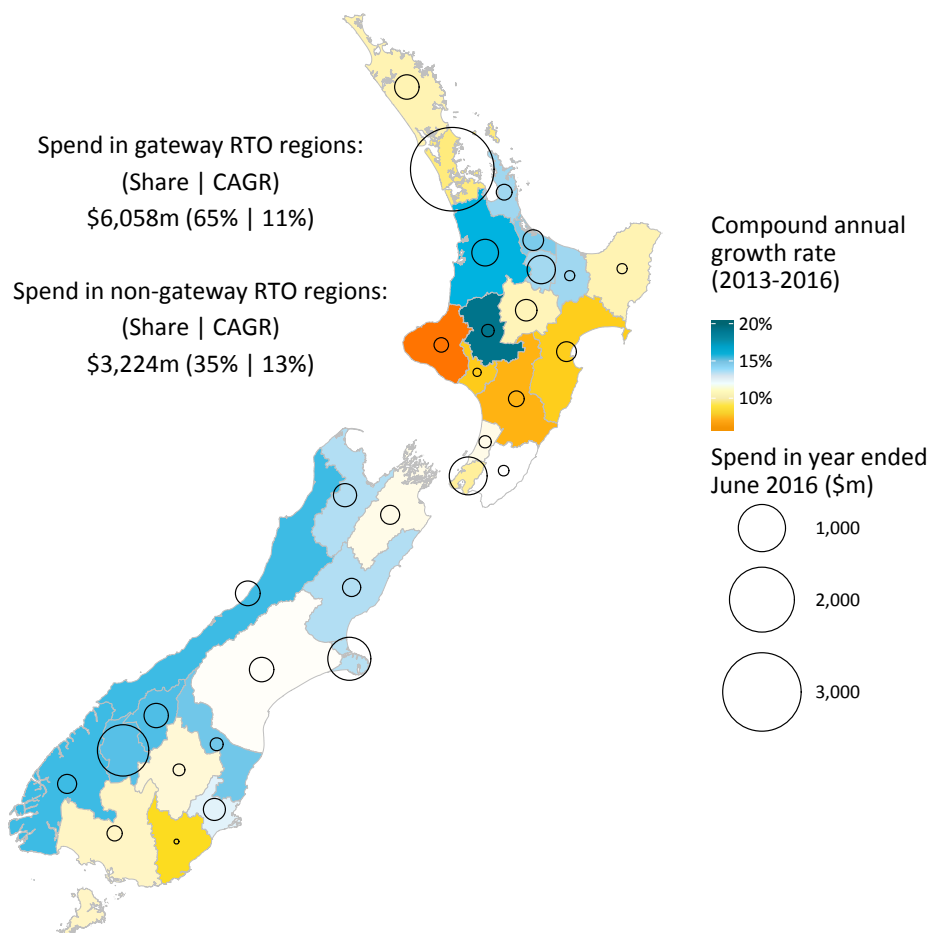 Spend in gateway RTO regions:
(Share | CAGR)
$6,058m (65% | 11%)
Spend in non-gateway RTO regions:
(Share | CAGR)
$3,224m (35% | 13%)
Compound annual
growth rate
(2013-2016)
20%
15%
10%
Spend in year ended
June 2016 ($m)
1,000
2,000
3,000